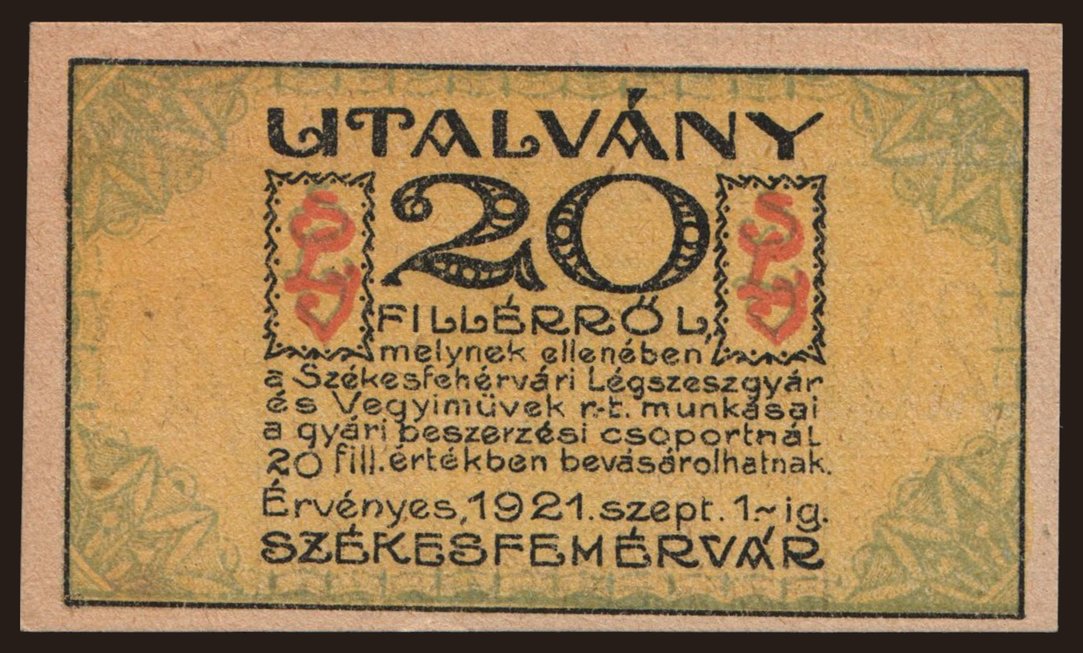 UTALVÁNY
20
FILLÉRRŐL,
melynek ellenében
a Székesfehérvári Légszeszgyár
és Vegyiművek r-t. munkásai
a gyári beszerzési csoportnál
20 fill. értékben bevásárolhatnak.
Érvényes, 1921. szept. 1~ig.
SZÉKESFEHÉRVÁR